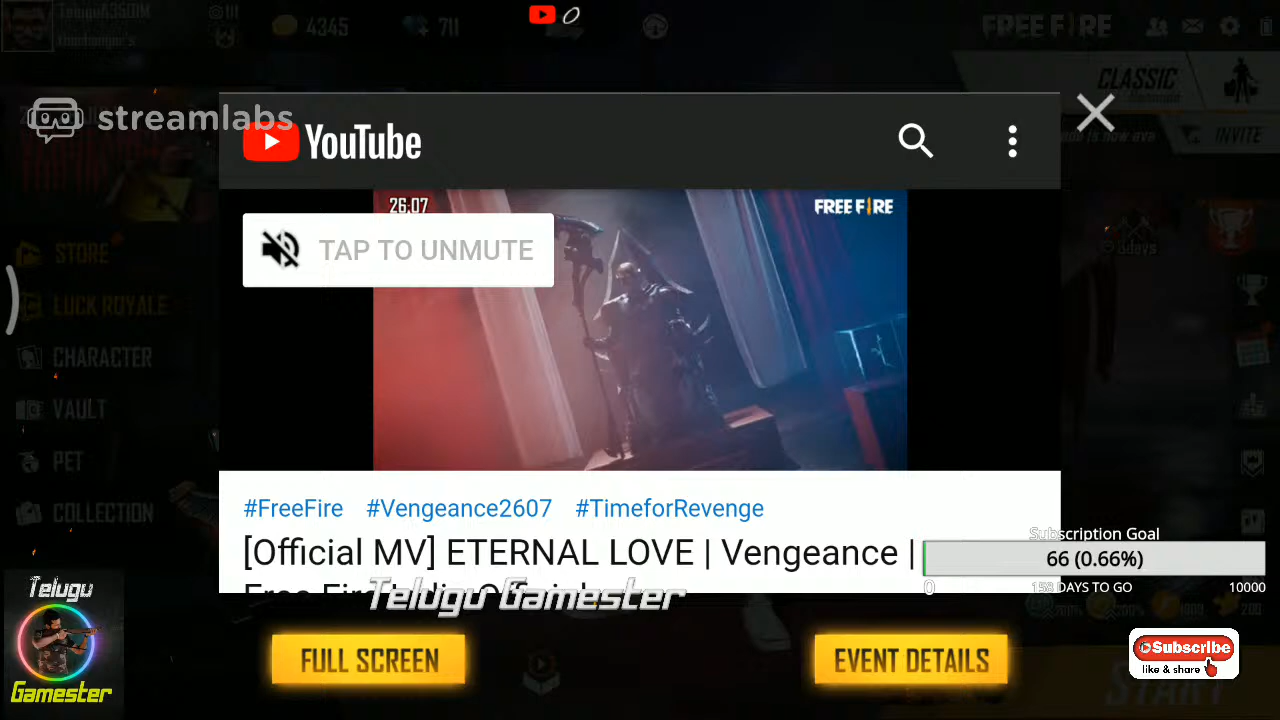 4345
711
FREE FIRE
CLASSIC
streamlabs
YouTube
INVITE
26:07
FREE FIRE
TAP TO UNMUTE
STORE
LUCK ROYALE
CHARACTER
VAULT
PET
COLLECTION
#FreeFire #Vengeance2607 #TimeforRevenge
[Official MV] ETERNAL LOVE | Vengeance |
Subscription Goal
66 (0.66%)
0 158 DAYS TO GO 10000
Telugu Gamester
Telugu
Gamester
FULL SCREEN
EVENT DETAILS
Subscribe
like & share
START